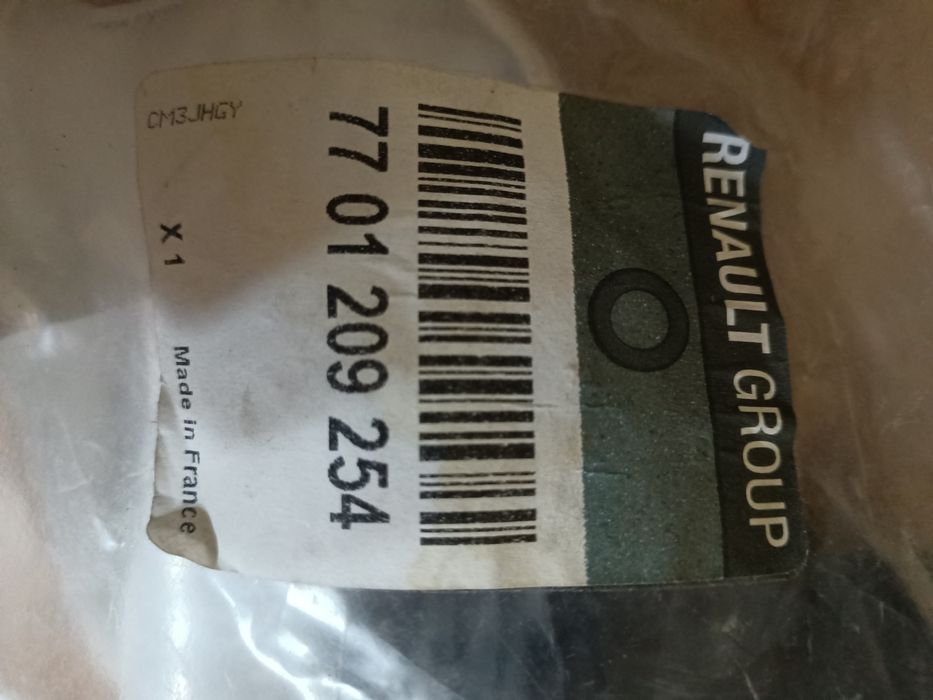 RENAULT GROUP
77 01 209 254
CM3JHGY
X 1
Made in France